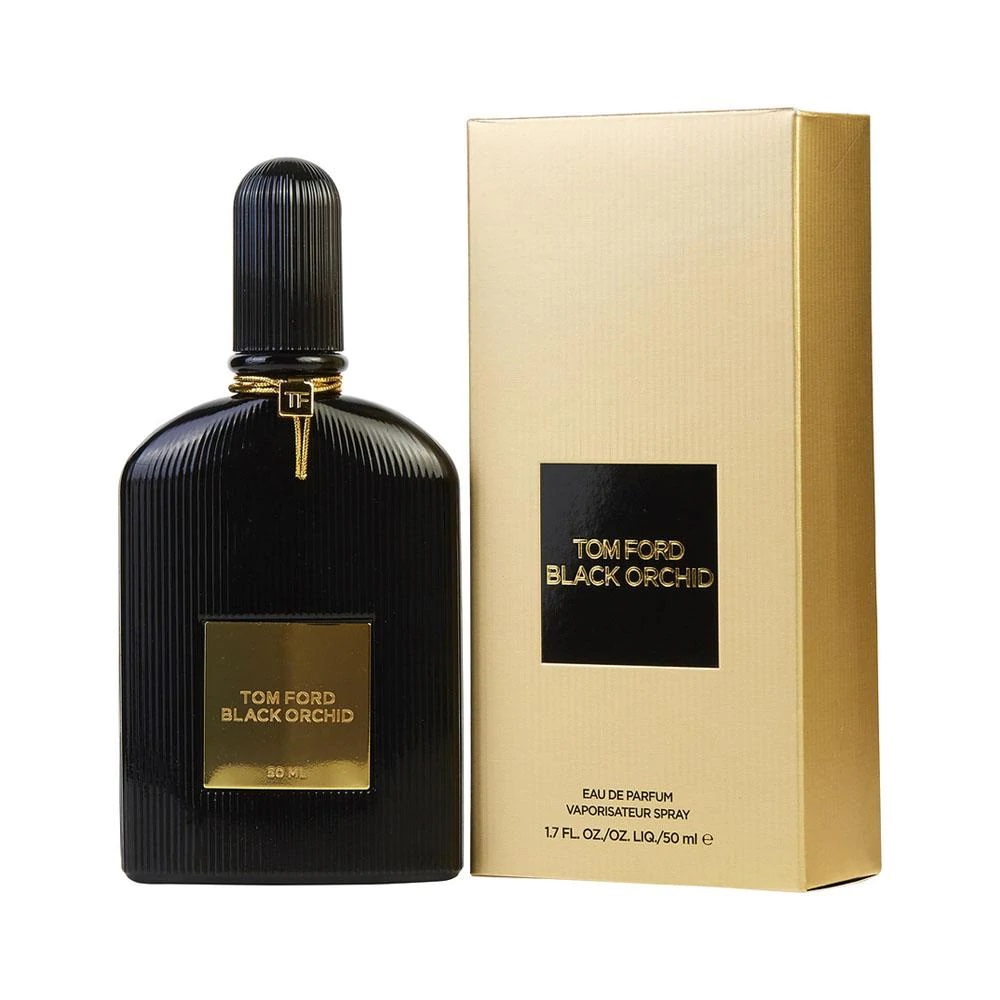 TF
TOM FORD
BLACK ORCHID
50 ML
TOM FORD
BLACK ORCHID
EAU DE PARFUM
VAPORISATEUR SPRAY
1.7 FL. OZ./OZ. LIQ./50 ml ℮